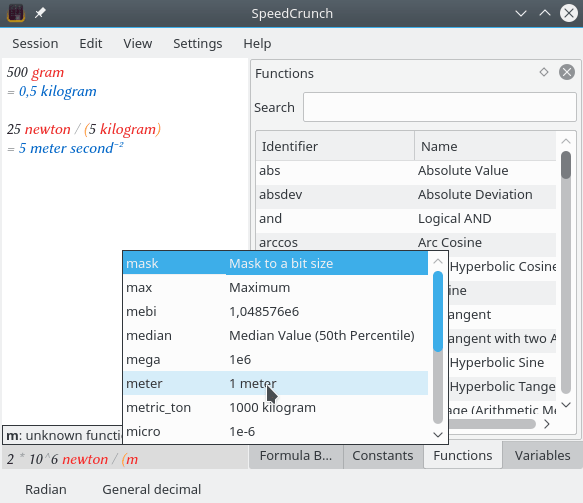 SpeedCrunch
Session Edit View Settings Help
500 gram
= 0,5 kilogram
25 newton / (5 kilogram)
= 5 meter second⁻²
Functions
Search
Identifier Name
abs Absolute Value
absdev Absolute Deviation
and Logical AND
arccos Arc Cosine
Hyperbolic Cosine
ine
angent
angent with two A
Hyperbolic Sine
Hyperbolic Tange
age (Arithmetic Me
mask Mask to a bit size
max Maximum
mebi 1,048576e6
median Median Value (50th Percentile)
mega 1e6
meter 1 meter
metric_ton 1000 kilogram
micro 1e-6
m: unknown functi
2 * 10^6 newton / (m
Formula B... Constants Functions Variables
Radian General decimal